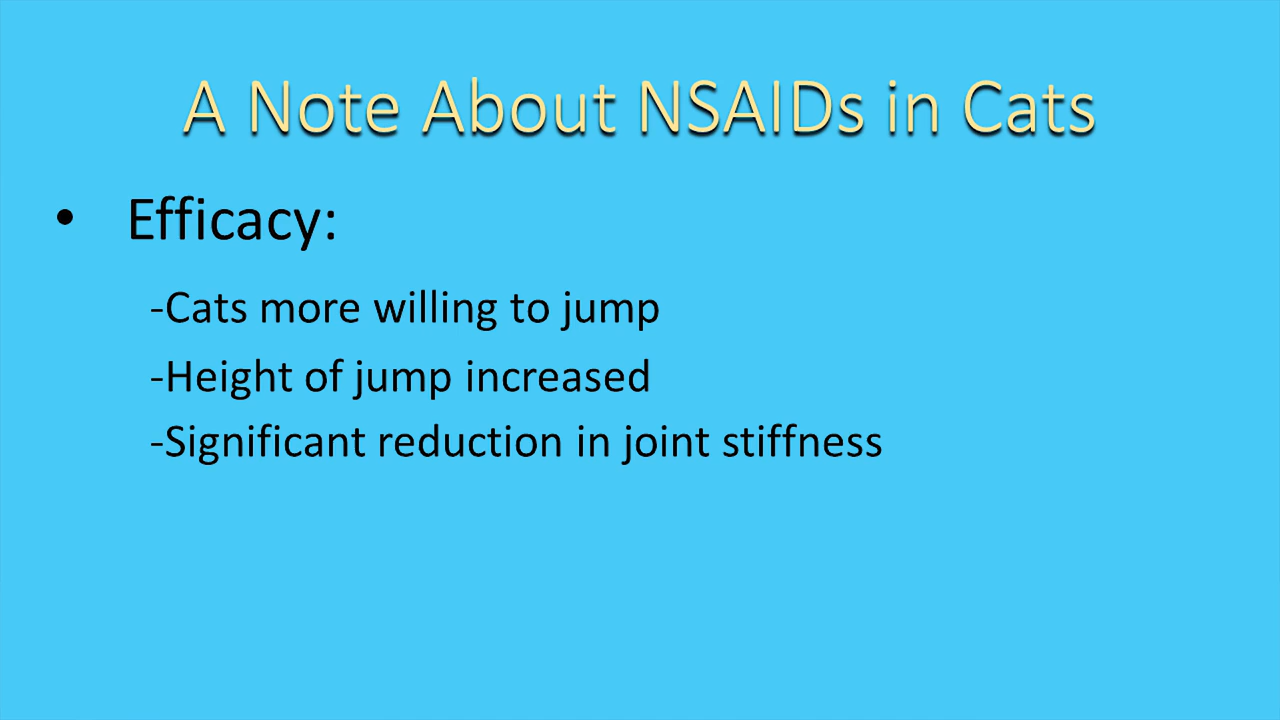 A Note About NSAIDs in Cats
• Efficacy:
-Cats more willing to jump
-Height of jump increased
-Significant reduction in joint stiffness